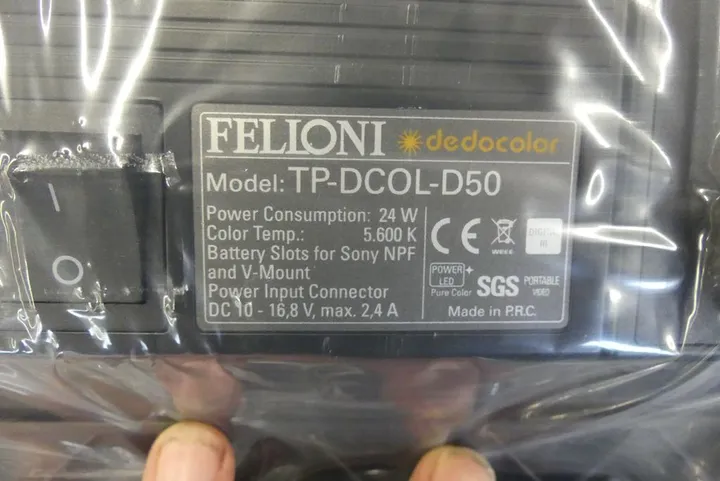 FELLONI dedocolor
Model: TP-DCOL-D50
Power Consumption: 24 W
Color Temp.: 5.600 K
Battery Slots for Sony NPF
and V-Mount
Power Input Connector
DC 10 - 16,8 V, max. 2,4 A
CE
WEEE
POWER +
LED
Pure Color
SGS
PORTABLE
VIDEO
Made in P.R.C.
I
O